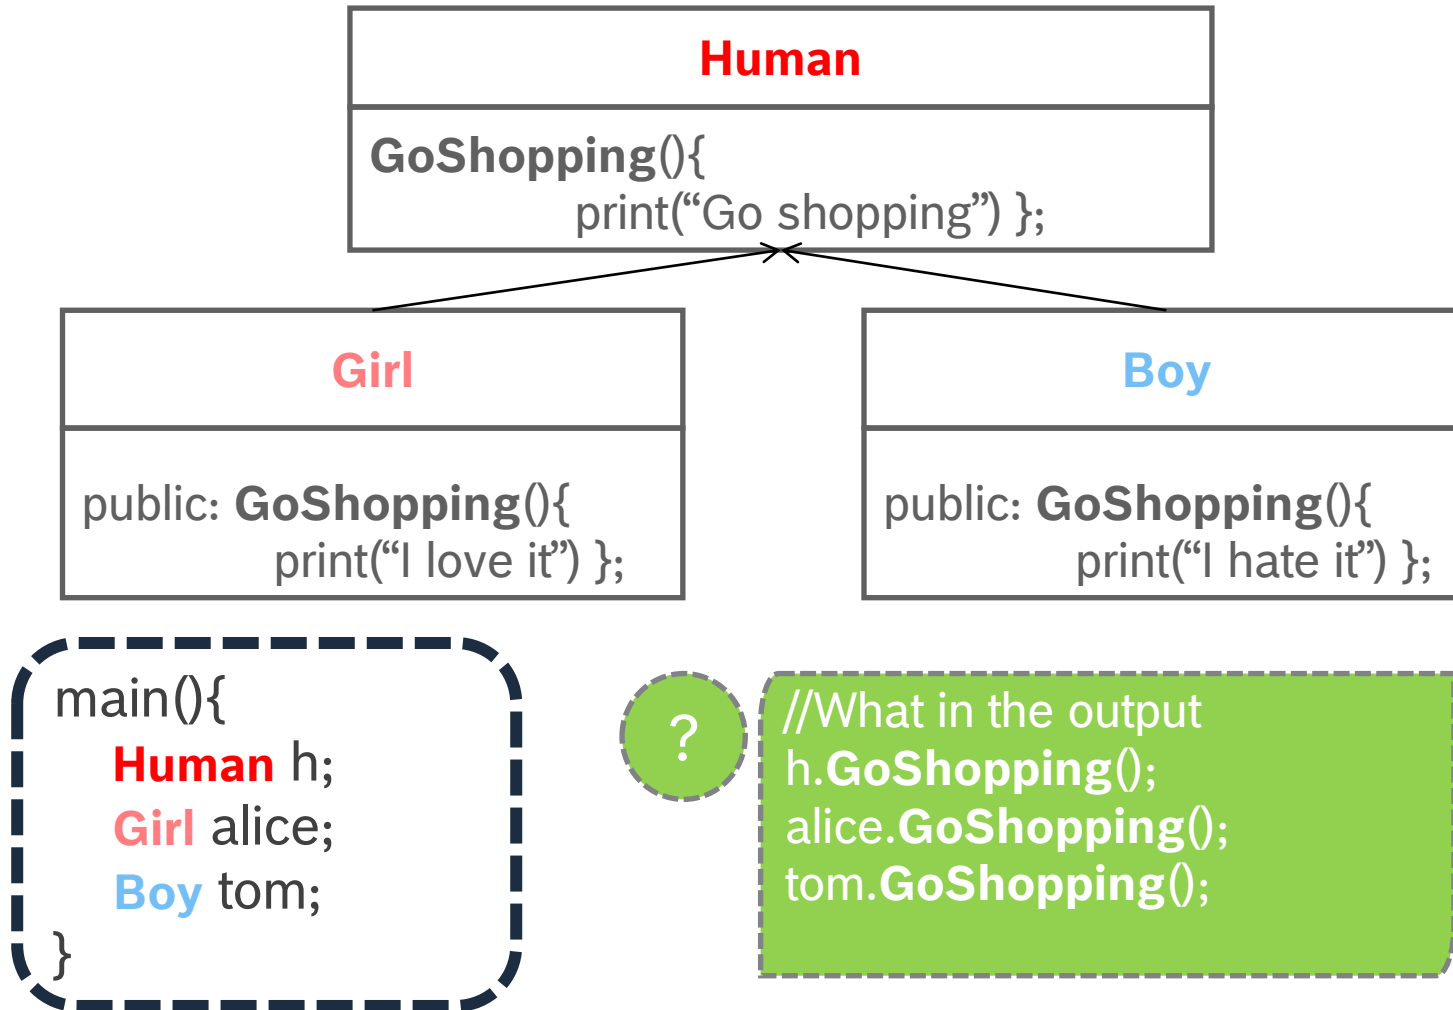 Human
GoShopping(){
print(“Go shopping”) };
Girl
public: GoShopping(){
print(“I love it”) };
Boy
public: GoShopping(){
print(“I hate it”) };
main(){
Human h;
Girl alice;
Boy tom;
}
?
//What in the output
h.GoShopping();
alice.GoShopping();
tom.GoShopping();